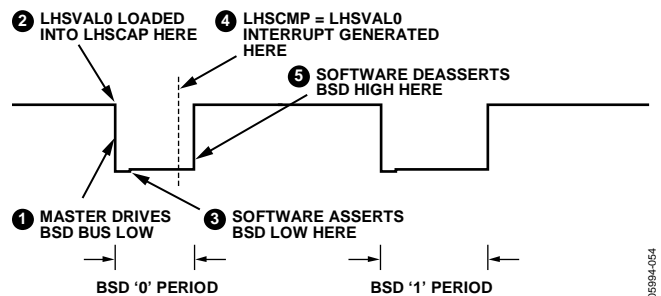 2 LHSVAL0 LOADED
INTO LHSCAP HERE
4 LHSCMP = LHSVAL0
INTERRUPT GENERATED
HERE
5 SOFTWARE DEASSERTS
BSD HIGH HERE
1 MASTER DRIVES
BSD BUS LOW
3 SOFTWARE ASSERTS
BSD LOW HERE
BSD ‘0’ PERIOD
BSD ‘1’ PERIOD
05994-054